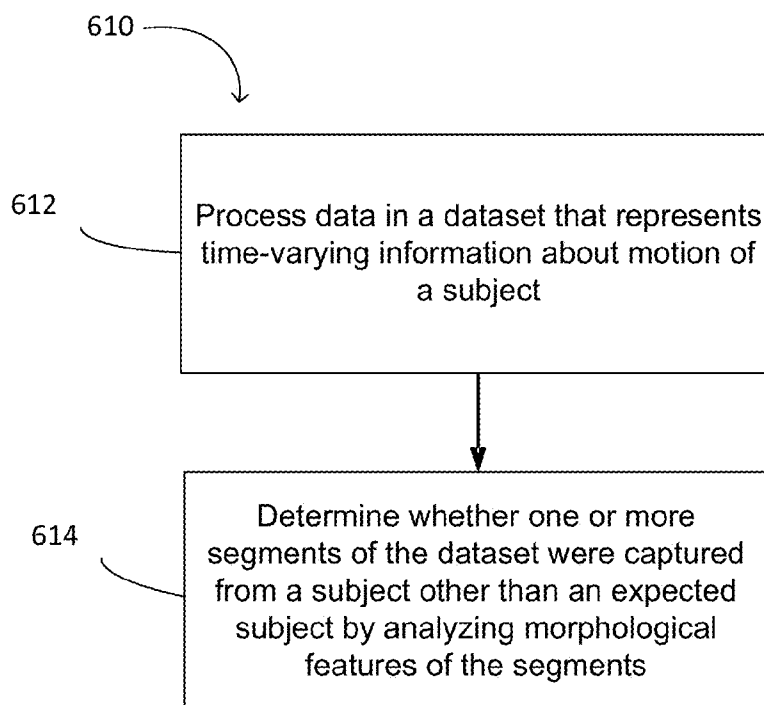 610
612
Process data in a dataset that represents
time-varying information about motion of
a subject
614
Determine whether one or more
segments of the dataset were captured
from a subject other than an expected
subject by analyzing morphological
features of the segments